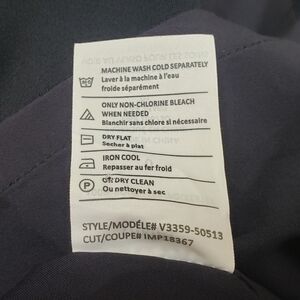 MACHINE WASH COLD SEPARATELY
Laver à la machine à l'eau
froide séparément
ONLY NON-CHLORINE BLEACH
WHEN NEEDED
Blanchir sans chlore si nécessaire
DRY FLAT
Secher à plat
IRON COOL
Repasser au fer froid
P
OR DRY CLEAN
Ou nettoyer à sec
STYLE/MODÉLE# V3359-50513
CUT/COUPE# IMP18367